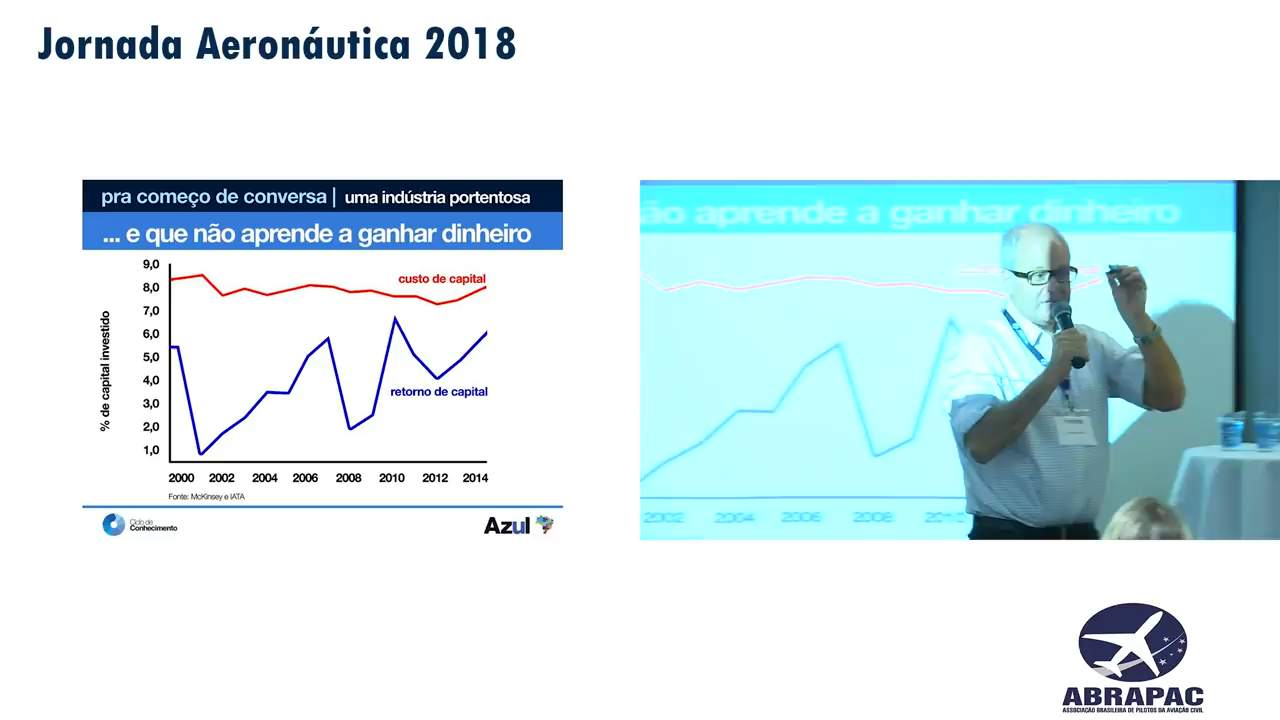 Jornada Aeronáutica 2018
pra começo de conversa | uma indústria portentosa
... e que não aprende a ganhar dinheiro
% de capital investido
9,0
8,0
7,0
6,0
5,0
4,0
3,0
2,0
1,0
custo de capital
retorno de capital
2000 2002 2004 2006 2008 2010 2012 2014
Fonte: McKinsey e IATA
Ciclo de
Conhecimento
Azul
ão aprende a ganhar dinheiro
2002 2004 2006 2008 2010
ABRAPAC
ASSOCIAÇÃO BRASILEIRA DE PILOTOS DA AVIAÇÃO CIVIL